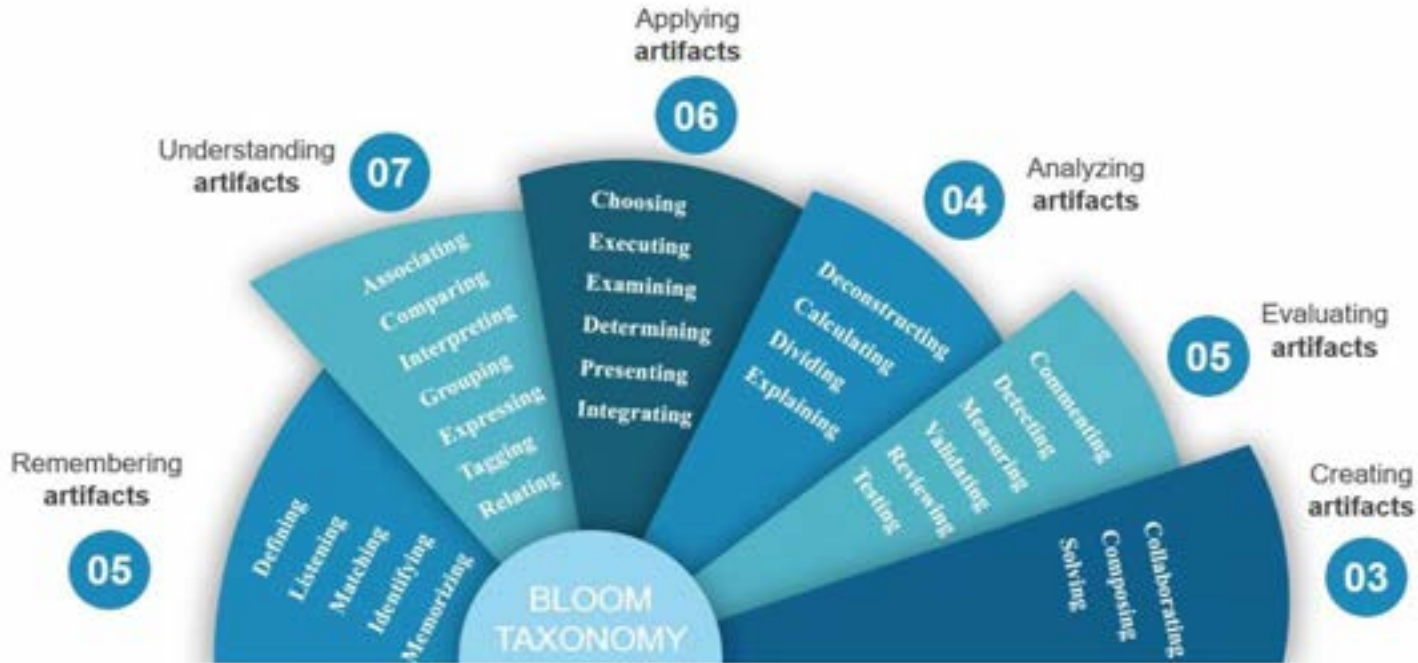 Remembering
artifacts
05
Defining
Listening
Matching
Identifying
Memorizing
Understanding
artifacts
07
Associating
Comparing
Interpreting
Grouping
Expressing
Tagging
Relating
Applying
artifacts
06
Choosing
Executing
Examining
Determining
Presenting
Integrating
Analyzing
artifacts
04
Deconstructing
Calculating
Dividing
Explaining
Evaluating
artifacts
05
Commenting
Detecting
Measuring
Validating
Reviewing
Testing
Creating
artifacts
03
Collaborating
Composing
Solving
BLOOM
TAXONOMY